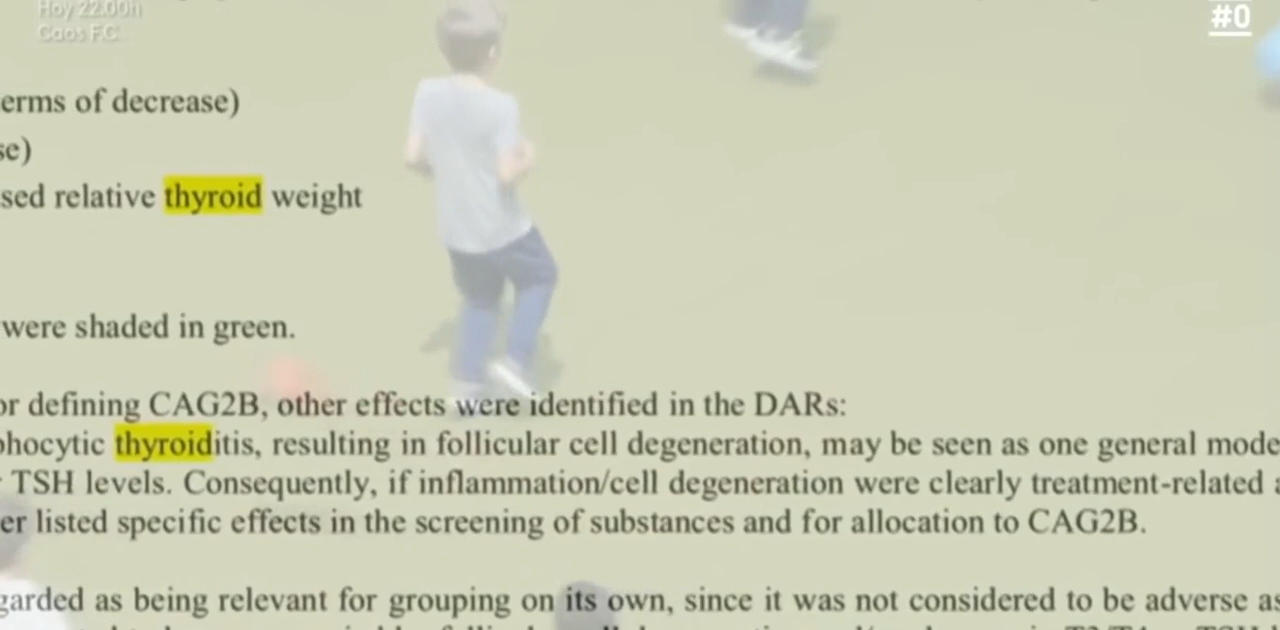 Hoy 22.00h
Caos F.C.
#0
erms of decrease)
se)
sed relative thyroid weight
were shaded in green.
or defining CAG2B, other effects were identified in the DARs:
phocytic thyroiditis, resulting in follicular cell degeneration, may be seen as one general mode
TSH levels. Consequently, if inflammation/cell degeneration were clearly treatment-related a
er listed specific effects in the screening of substances and for allocation to CAG2B.
garded as being relevant for grouping on its own, since it was not considered to be adverse as